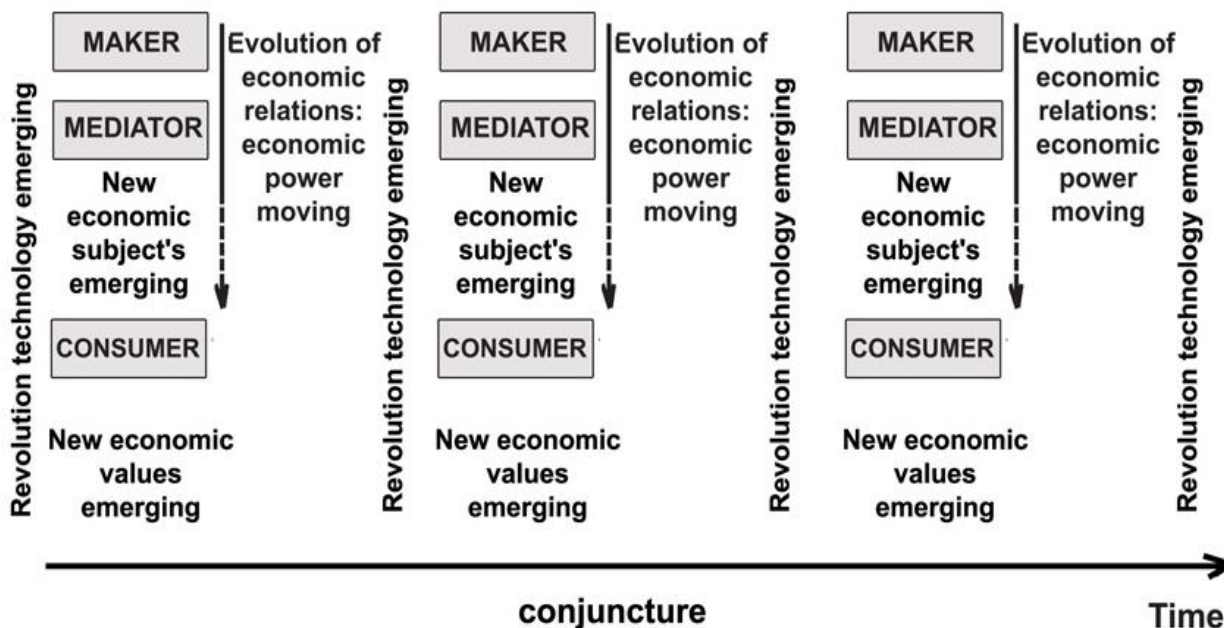 Revolution technology emerging
MAKER
MEDIATOR
New
economic
subject's
emerging
CONSUMER
New economic
values
emerging
Evolution of
economic
relations:
economic
power
moving
Revolution technology emerging
MAKER
MEDIATOR
New
economic
subject's
emerging
CONSUMER
New economic
values
emerging
Evolution of
economic
relations:
economic
power
moving
Revolution technology emerging
MAKER
MEDIATOR
New
economic
subject's
emerging
CONSUMER
New economic
values
emerging
Evolution of
economic
relations:
economic
power
moving
Revolution technology emerging
conjuncture
Time